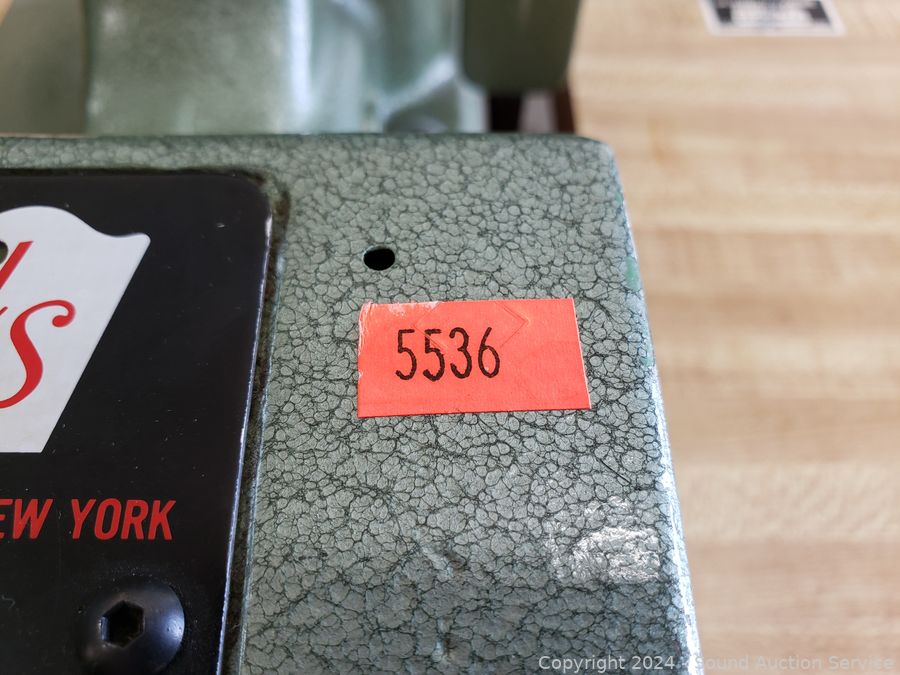 5536
S
EW YORK
Copyright 2024 Sound Auction Service